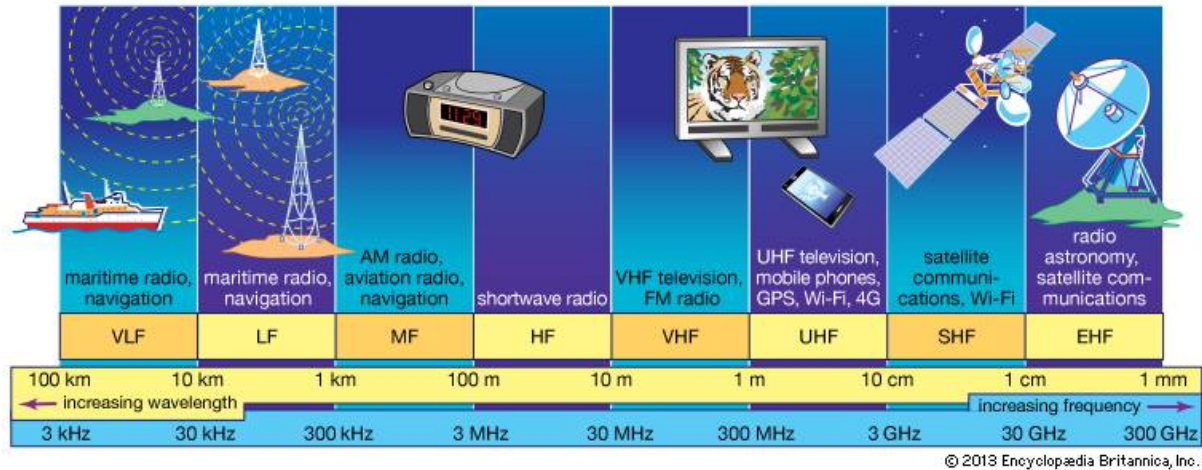 11:29
maritime radio,
navigation
maritime radio,
navigation
AM radio,
aviation radio,
navigation
shortwave radio
VHF television,
FM radio
UHF television,
mobile phones,
GPS, Wi-Fi, 4G
satellite
communi-
cations, Wi-Fi
radio
astronomy,
satellite com-
munications
VLF LF MF HF VHF UHF SHF EHF
100 km 10 km 1 km 100 m 10 m 1 m 10 cm 1 cm 1 mm
increasing wavelength increasing frequency
3 kHz 30 kHz 300 kHz 3 MHz 30 MHz 300 MHz 3 GHz 30 GHz 300 GHz
© 2013 Encyclopædia Britannica, Inc.